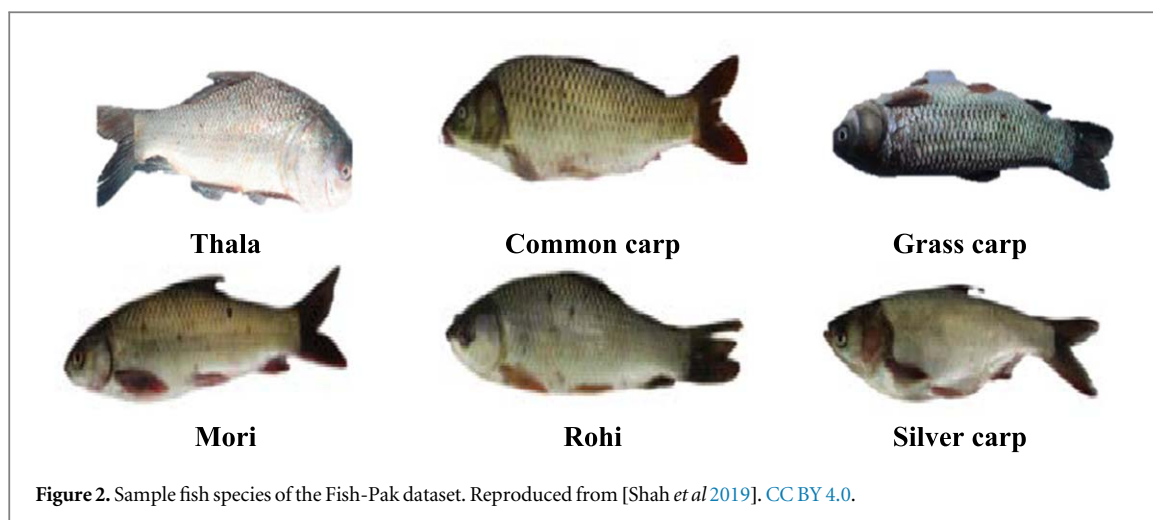 Thala Common carp Grass carp
Mori Rohi Silver carp
Figure 2. Sample fish species of the Fish-Pak dataset. Reproduced from [Shah et al 2019]. CC BY 4.0.